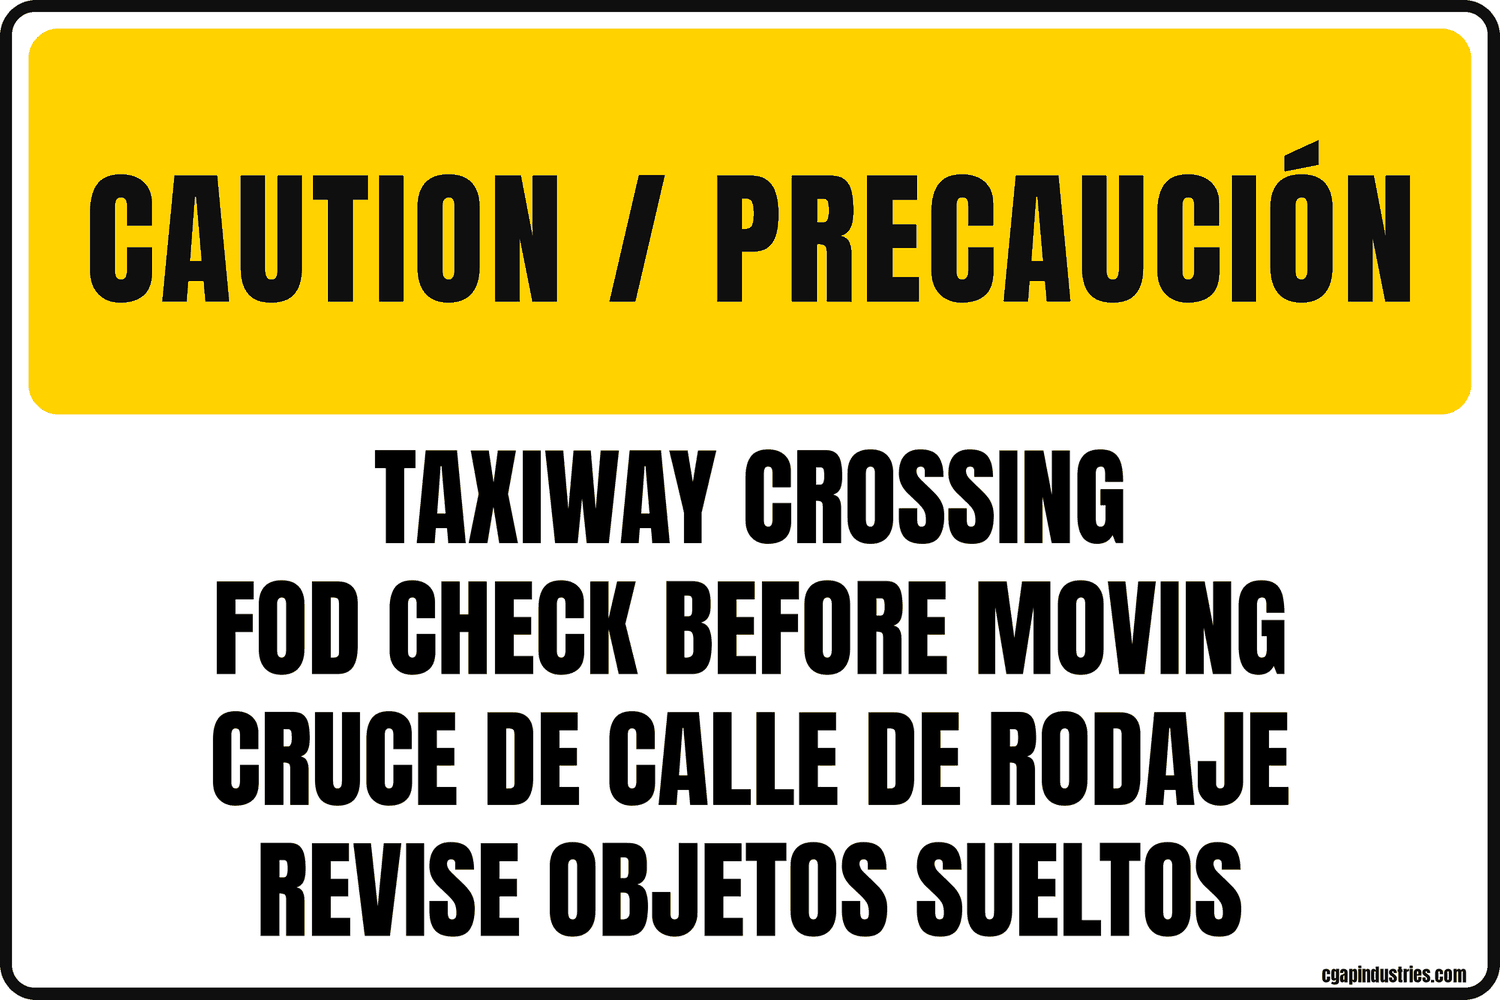 CAUTION / PRECAUCIÓN
TAXIWAY CROSSING
FOD CHECK BEFORE MOVING
CRUCE DE CALLE DE RODAJE
REVISE OBJETOS SUELTOS
cgapindustries.com